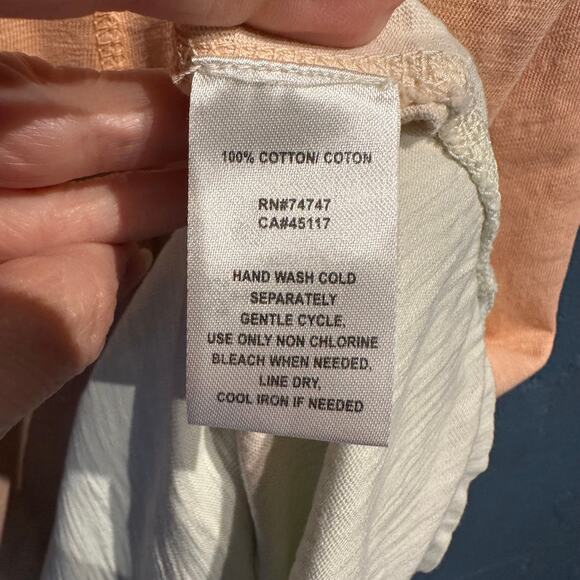 100% COTTON/ COTON
RN#74747
CA#45117
HAND WASH COLD
SEPARATELY
GENTLE CYCLE,
USE ONLY NON CHLORINE
BLEACH WHEN NEEDED,
LINE DRY,
COOL IRON IF NEEDED